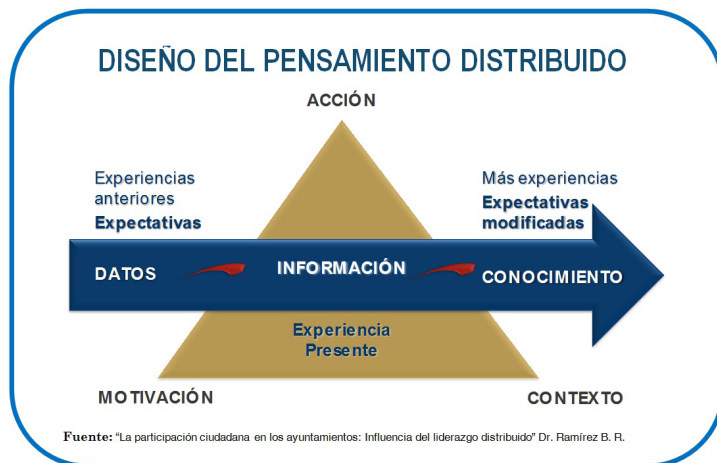 DISEÑO DEL PENSAMIENTO DISTRIBUIDO
ACCIÓN
Experiencias
anteriores
Expectativas
Más experiencias
Expectativas
modificadas
DATOS
INFORMACIÓN
CONOCIMIENTO
Experiencia
Presente
MOTIVACIÓN
CONTEXTO
Fuente: “La participación ciudadana en los ayuntamientos: Influencia del liderazgo distribuido” Dr. Ramírez B. R.